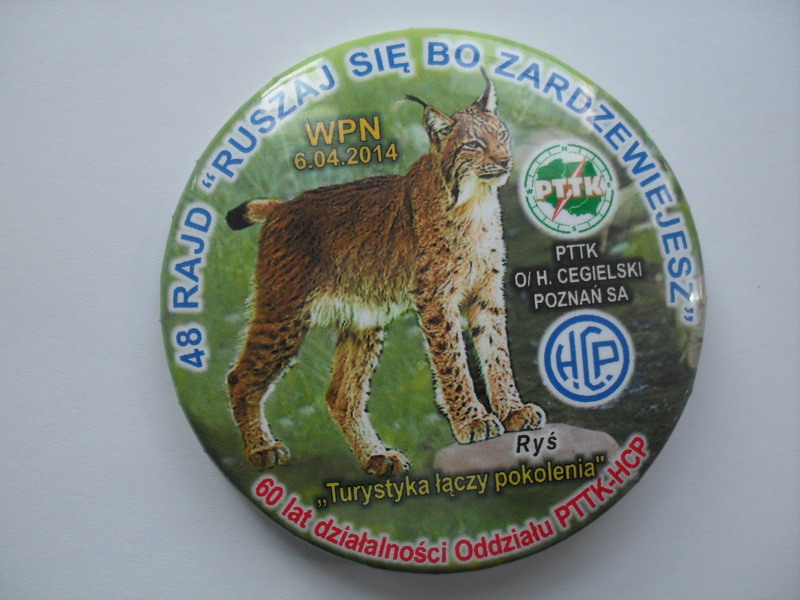 48 RAJD "RUSZAJ SIĘ BO ZARDZEWIEJESZ"
WPN
6.04.2014
PTTK
PTTK
O/ H. CEGIELSKI
POZNAŃ SA
H.C.P.
Ryś
„Turystyka łączy pokolenia"
60 lat działalności Oddziału PTTK-HCP